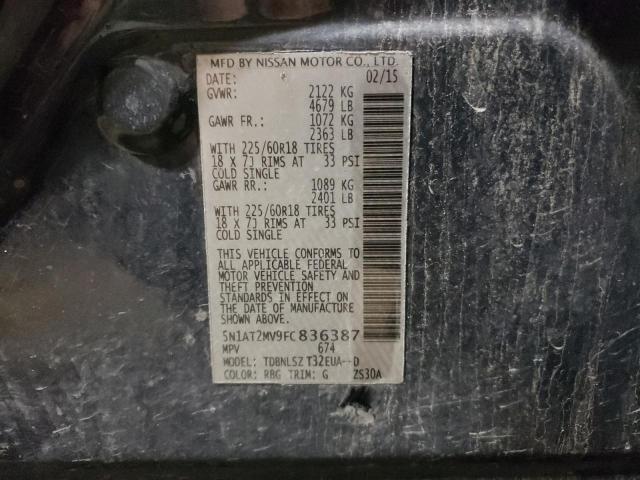 MFD BY NISSAN MOTOR CO., LTD.
DATE: 02/15
GVWR: 2122 KG
4679 LB
GAWR FR.: 1072 KG
2363 LB
WITH 225/60R18 TIRES
18 X 7J RIMS AT 33 PSI
COLD SINGLE
GAWR RR.: 1089 KG
2401 LB
WITH 225/60R18 TIRES
18 X 7J RIMS AT 33 PSI
COLD SINGLE
THIS VEHICLE CONFORMS TO
ALL APPLICABLE FEDERAL
MOTOR VEHICLE SAFETY AND
THEFT PREVENTION
STANDARDS IN EFFECT ON
THE DATE OF MANUFACTURE
SHOWN ABOVE.
5N1AT2MV9FC836387
MPV 674
MODEL: TDBNLSZ T32EUA--D
COLOR: RBG TRIM: G ZS30A